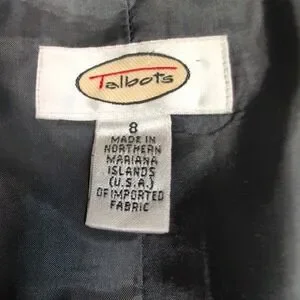 Talbots
8
MADE IN
NORTHERN
MARIANA
ISLANDS
(U.S.A.)
OF IMPORTED
FABRIC